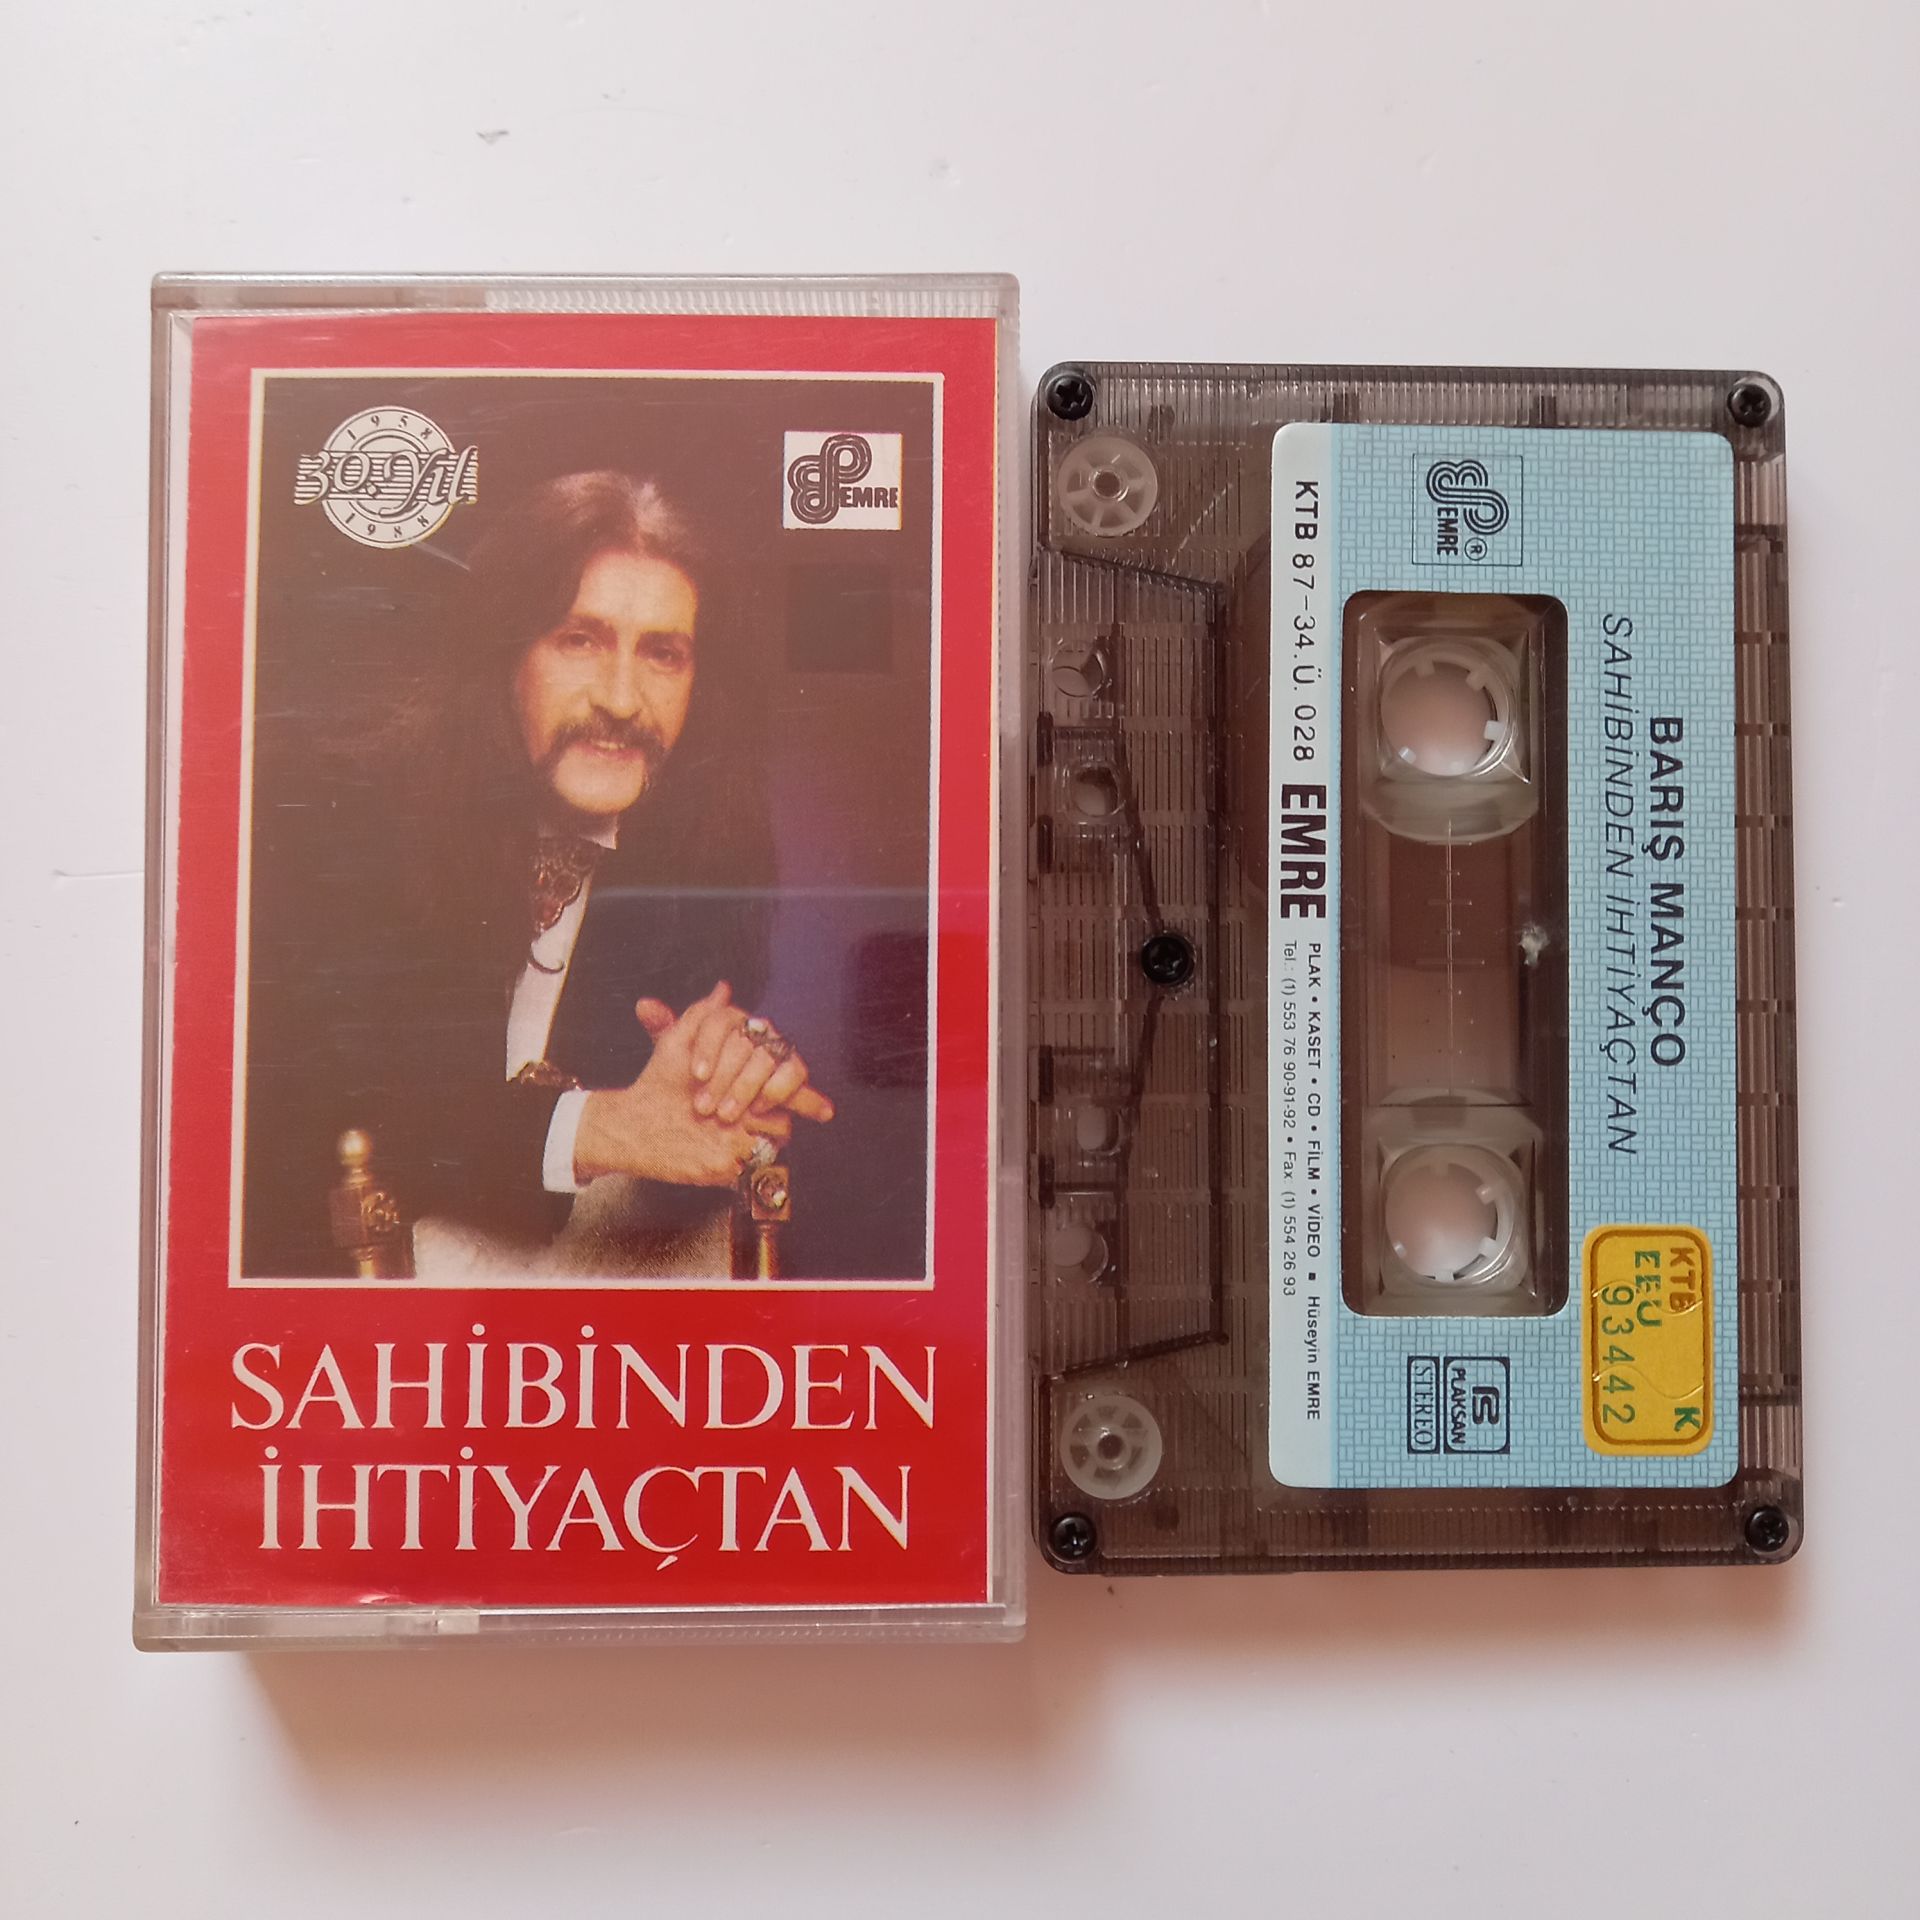 1958
30. Yıl
1988
EMRE
SAHİBİNDEN
İHTİYAÇTAN
EMRE
BARIŞ MANÇO
SAHİBİNDEN İHTİYAÇTAN
KTB K
EEU
93442
PLAKSAN
STEREO
KTB 87-34.Ü. 028 EMRE
PLAK • KASET • CD • FİLM • VİDEO ■ Hüseyin EMRE
Tel.: (1) 553 76 90-91-92 • Fax: (1) 554 26 93